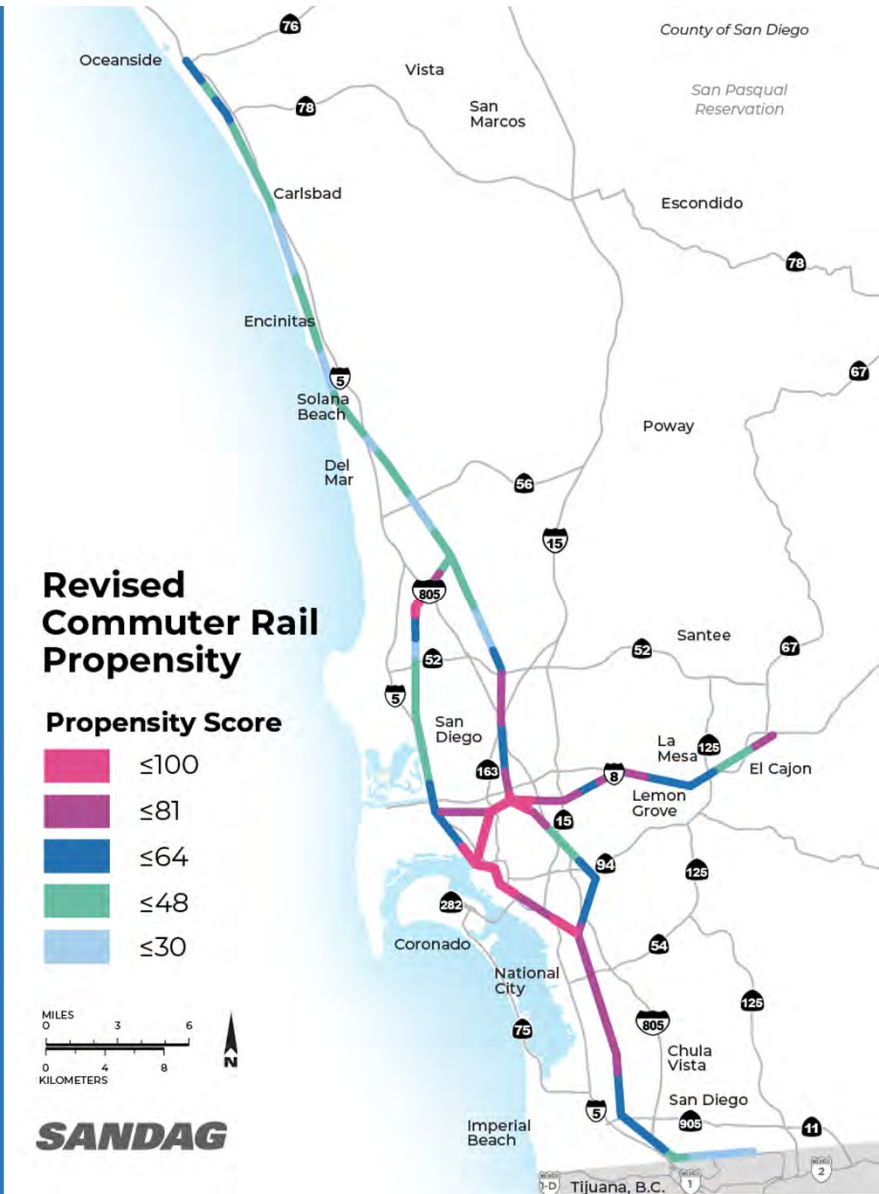 County of San Diego
76
Oceanside
Vista
San Pasqual
Reservation
78
San
Marcos
Carlsbad
Escondido
78
Encinitas
5
67
Solana
Beach
Poway
Del
Mar
56
15
Revised
Commuter Rail
Propensity
805
Santee
52
52
67
5
Propensity Score
San
Diego
La
Mesa
125
≤100
163
8
El Cajon
Lemon
Grove
≤81
15
≤64
94
125
≤48
282
Coronado
54
≤30
National
City
125
MILES
0 3 6
75
805
N
0 4 8
KILOMETERS
Chula
Vista
San Diego
5
905
11
SANDAG
Imperial
Beach
1-D
Tijuana, B.C.
1
2